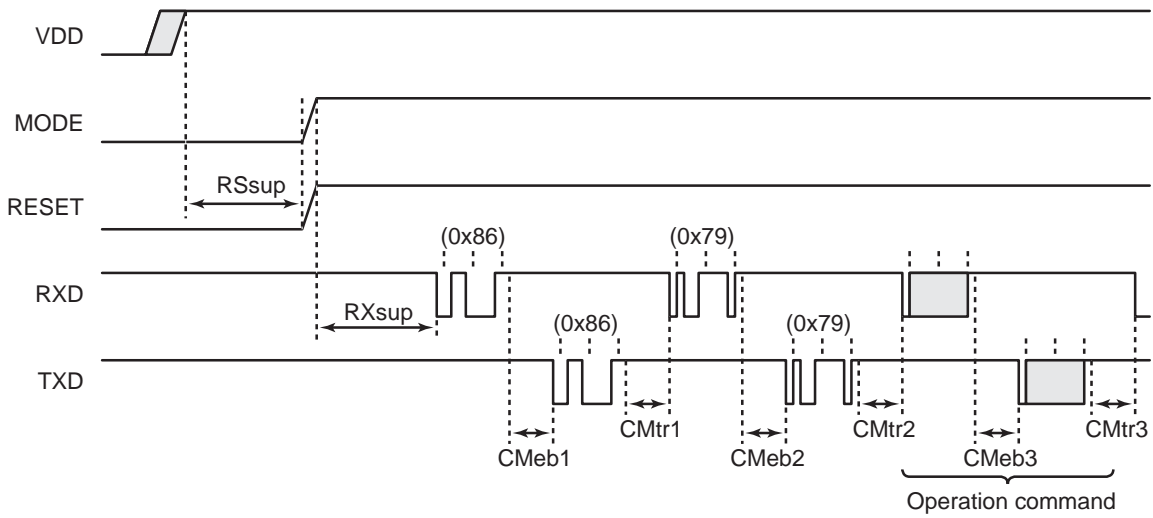 VDD
MODE
RSsup
RESET
(0x86)
(0x79)
RXD
RXsup
(0x86)
(0x79)
TXD
CMtr1
CMtr2
CMtr3
CMeb1
CMeb2
CMeb3
Operation command